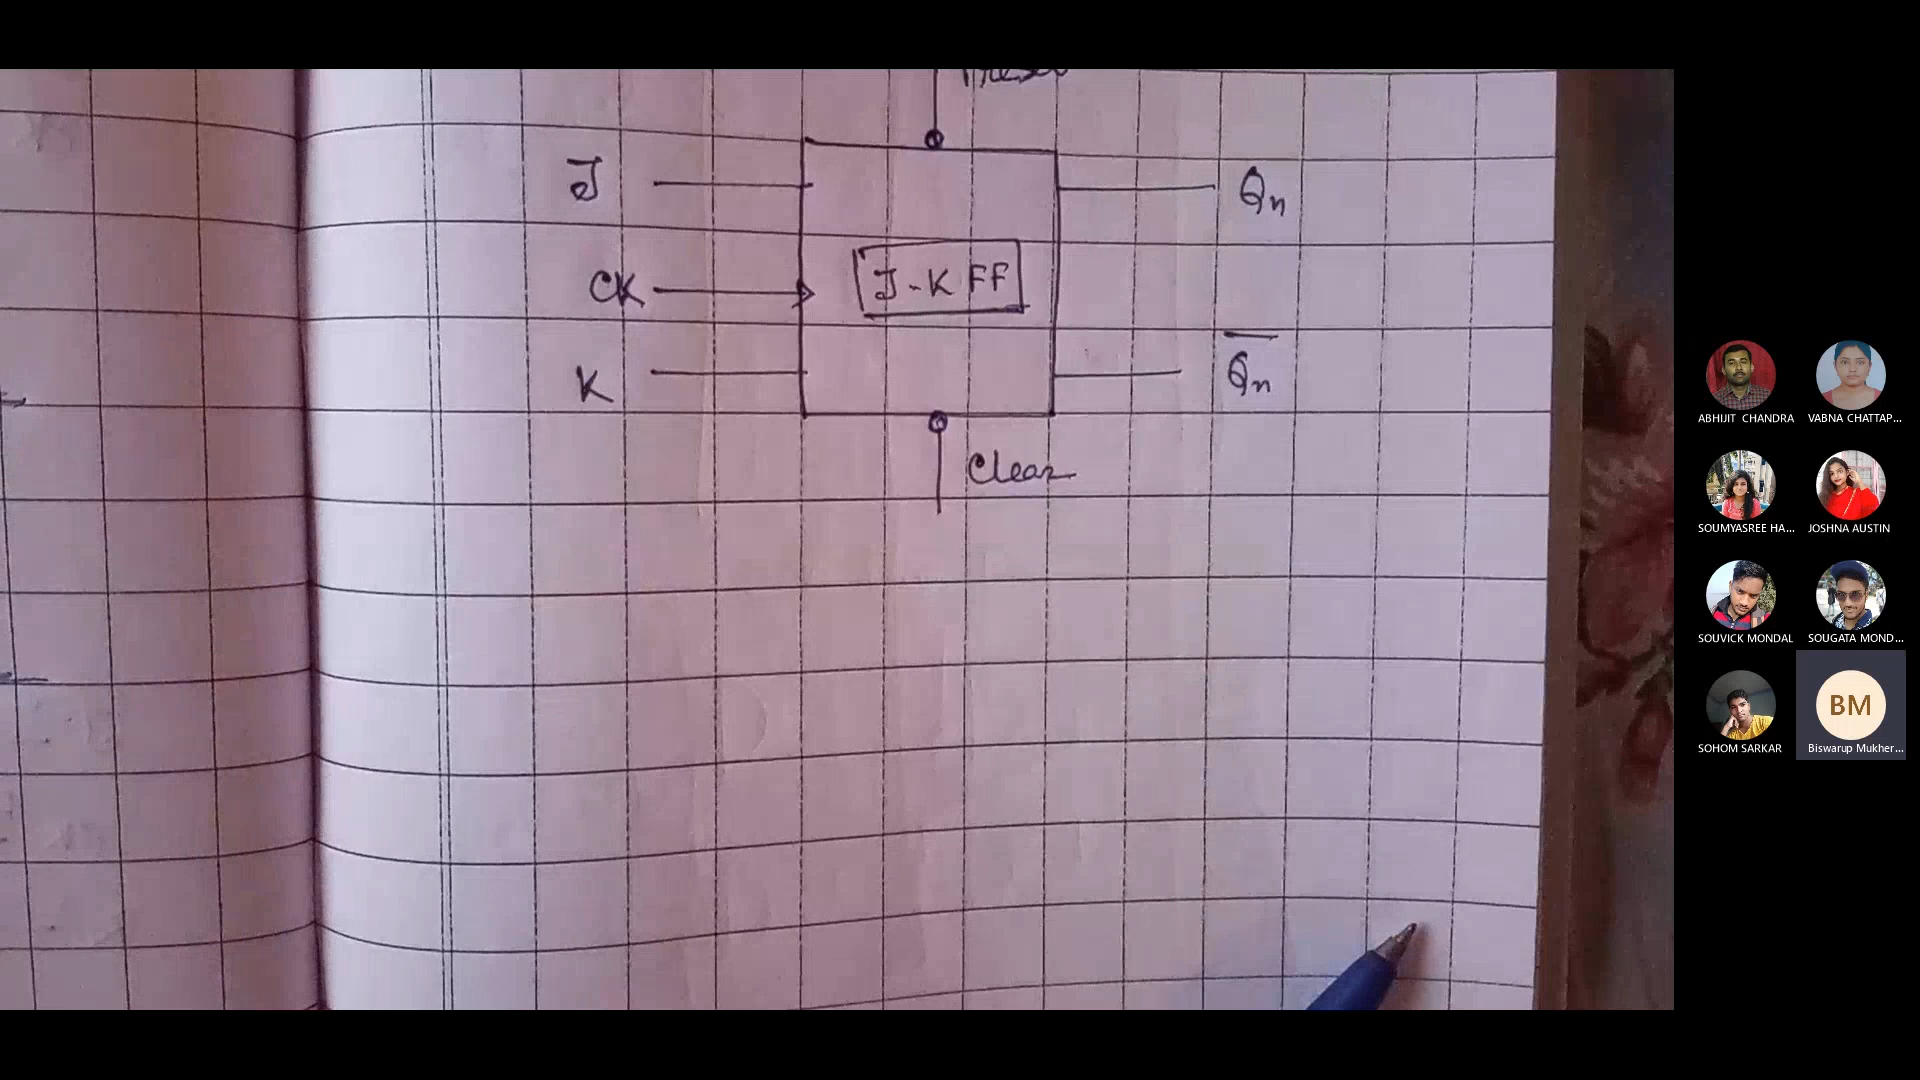 Preset
J
Qn
CK
J-K FF
K
Q̅n
Clear
ABHIJIT CHANDRA
VABNA CHATTAP...
SOUMYASREE HA...
JOSHNA AUSTIN
SOUVICK MONDAL
SOUGATA MOND...
BM
SOHOM SARKAR
Biswarup Mukher...